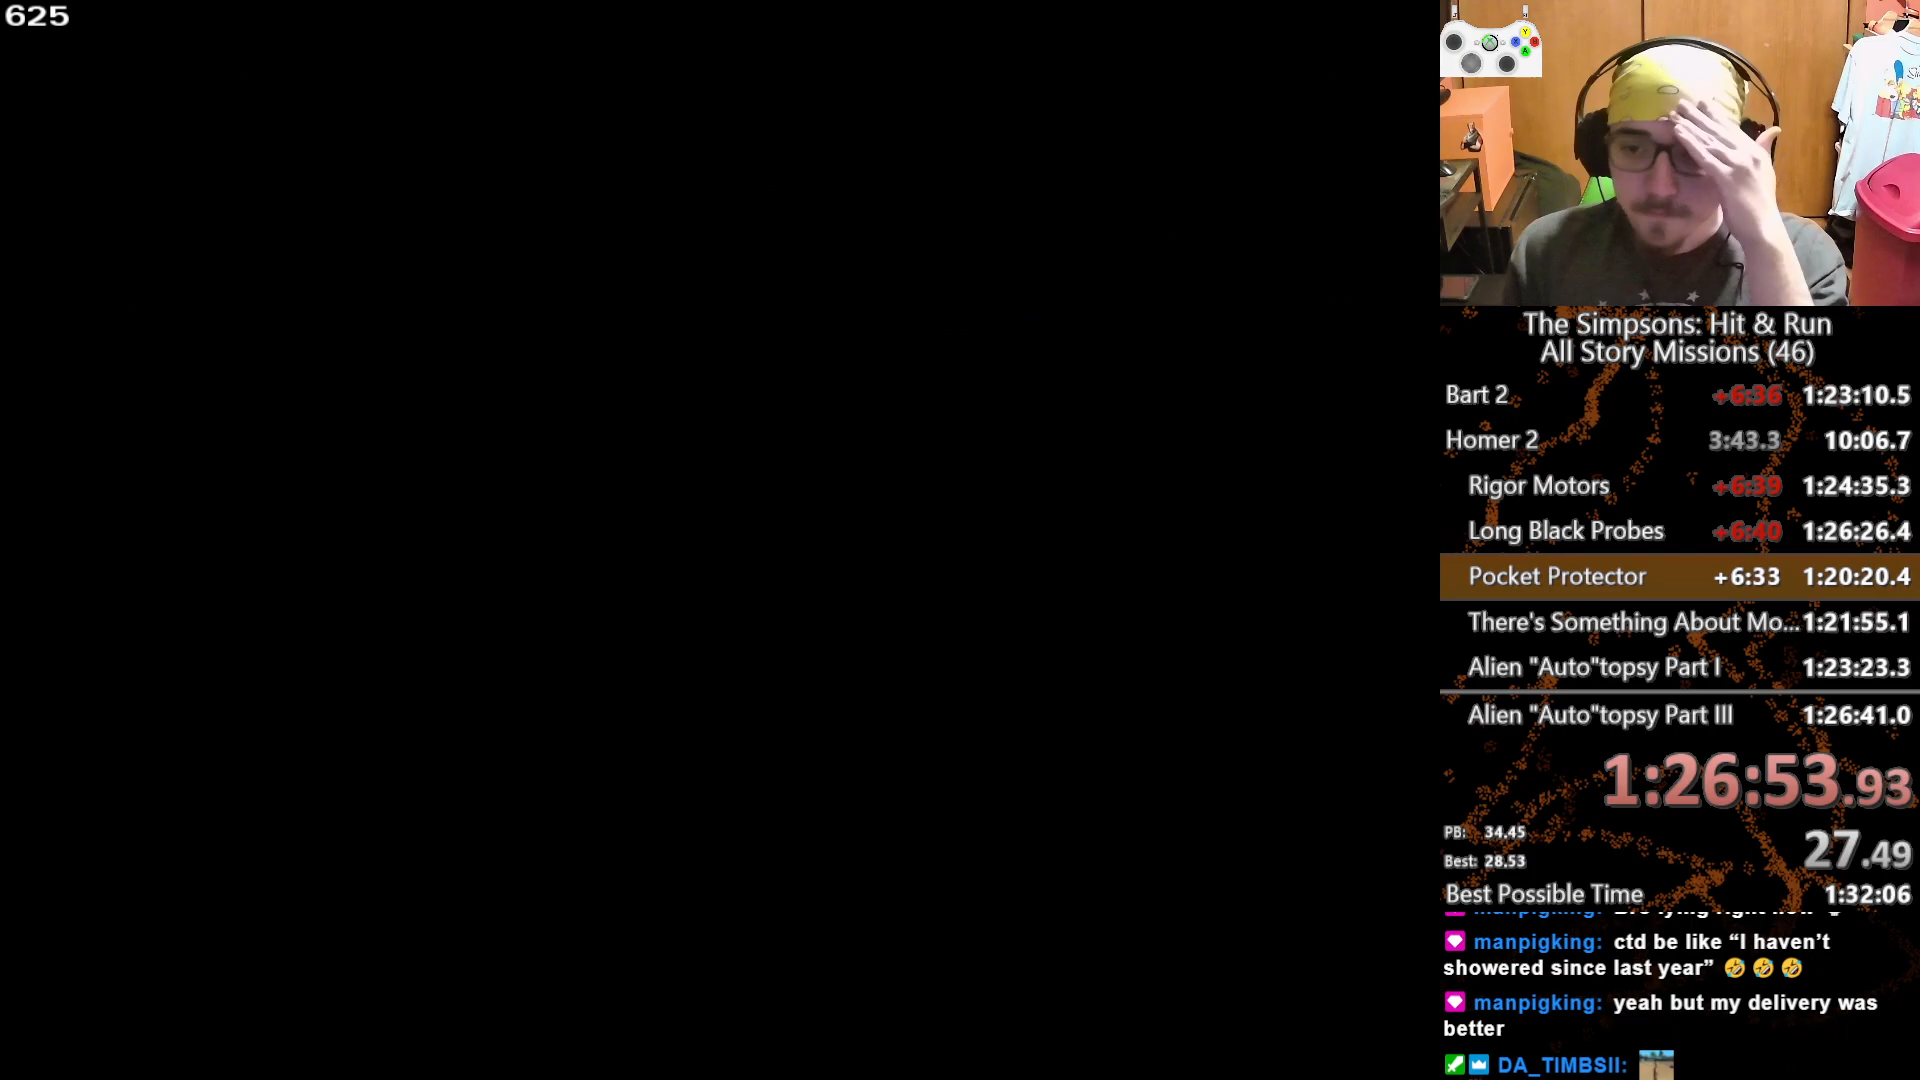 625
The Simpsons: Hit & Run
All Story Missions (46)
Bart 2 +6:36 1:23:10.5
Homer 2 3:43.3 10:06.7
Rigor Motors +6:39 1:24:35.3
Long Black Probes +6:40 1:26:26.4
Pocket Protector +6:33 1:20:20.4
There's Something About Mo... 1:21:55.1
Alien "Auto"topsy Part I 1:23:23.3
Alien "Auto"topsy Part III 1:26:41.0
1:26:53.93
PB: 34.45
27.49
Best: 28.53
Best Possible Time 1:32:06
manpigking:
manpigking: ctd be like “I haven’t
showered since last year” 🤣 🤣 🤣
manpigking: yeah but my delivery was
better
DA_TIMBSII: